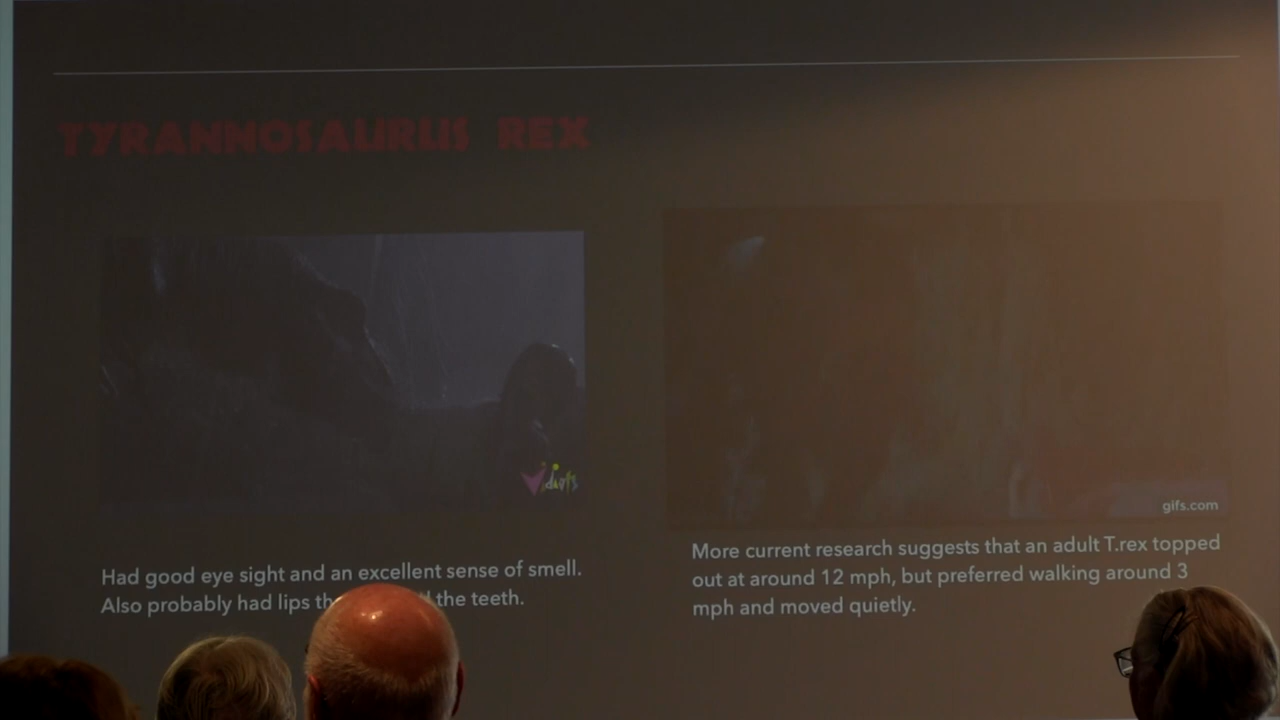 TYRANNOSAURUS REX
Vidivts
gifs.com
Had good eye sight and an excellent sense of smell.
Also probably had lips the teeth.
More current research suggests that an adult T.rex topped
out at around 12 mph, but preferred walking around 3
mph and moved quietly.